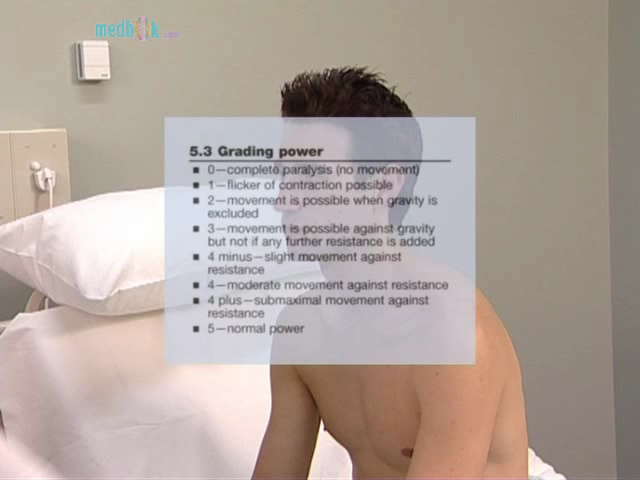 medbook.com
5.3 Grading power
■ 0—complete paralysis (no movement)
■ 1—flicker of contraction possible
■ 2—movement is possible when gravity is
excluded
■ 3—movement is possible against gravity
but not if any further resistance is added
■ 4 minus—slight movement against
resistance
■ 4—moderate movement against resistance
■ 4 plus—submaximal movement against
resistance
■ 5—normal power